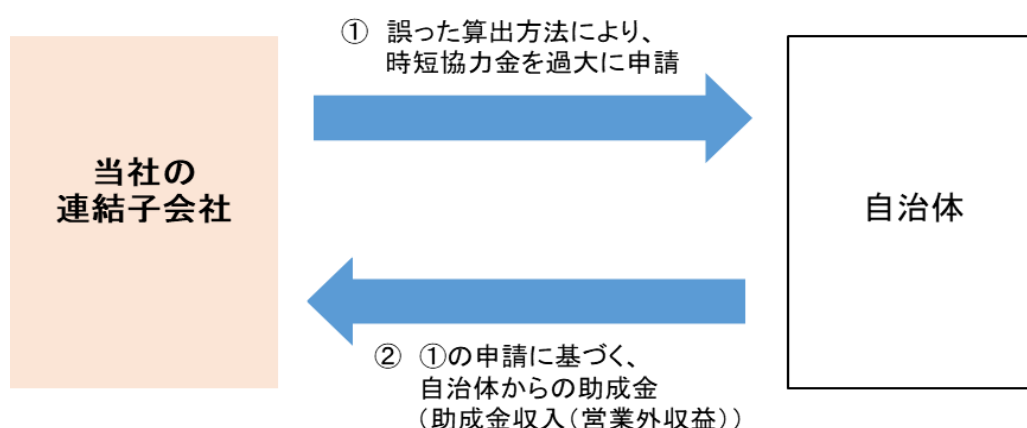 ① 誤った算出方法により、
時短協力金を過大に申請
当社の
連結子会社
自治体
② ①の申請に基づく、
自治体からの助成金
(助成金収入(営業外収益))